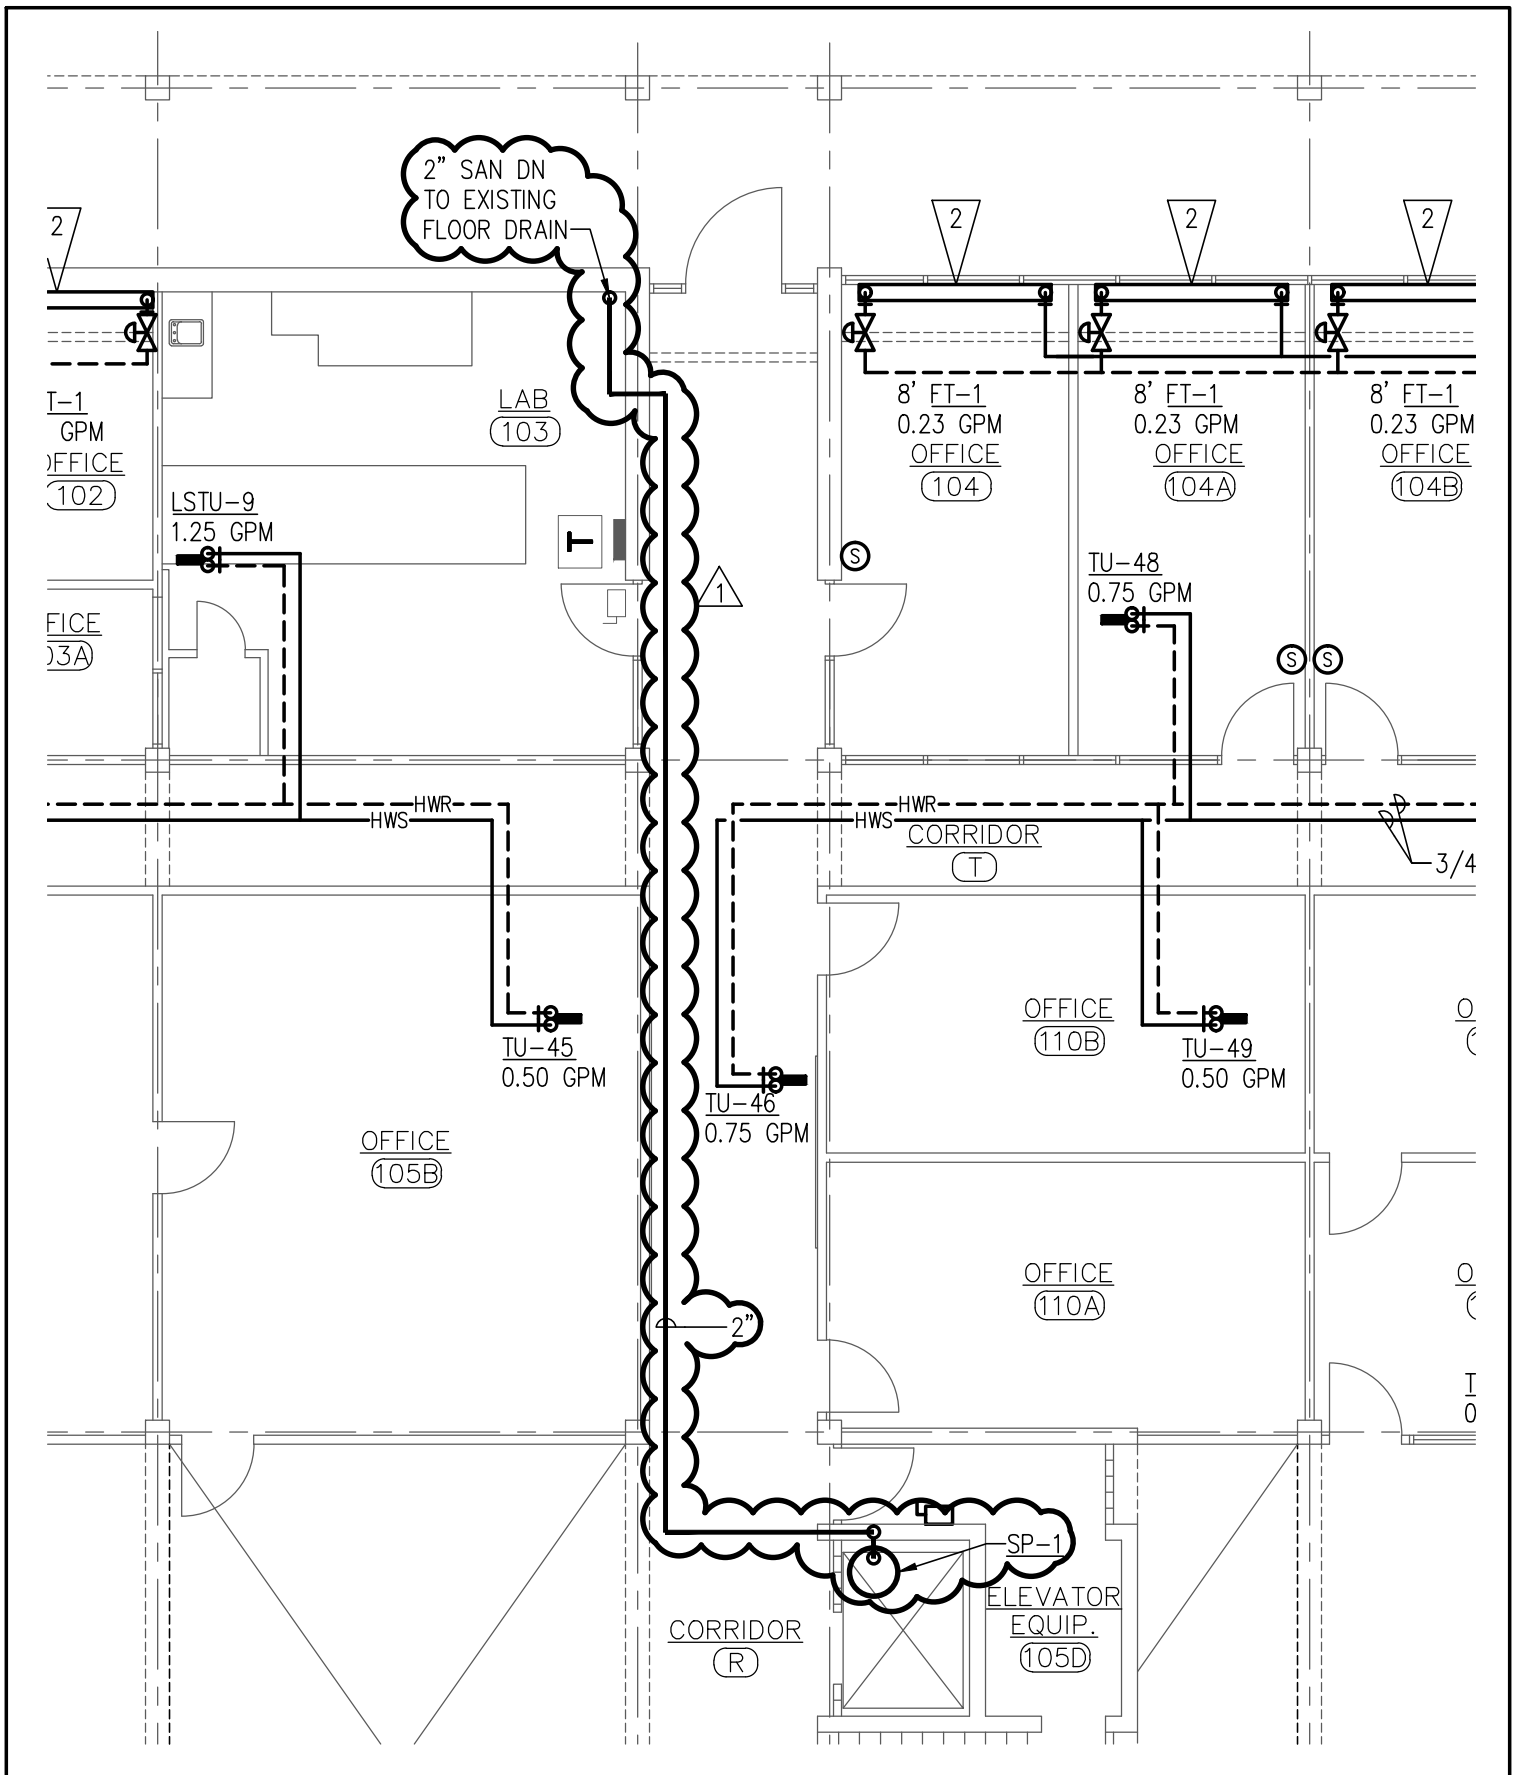 2" SAN DN
TO EXISTING
FLOOR DRAIN
2
2
2
2
T-1
GPM
OFFICE
102
LAB
103
8' FT-1
0.23 GPM
OFFICE
104
8' FT-1
0.23 GPM
OFFICE
104A
8' FT-1
0.23 GPM
OFFICE
104B
LSTU-9
1.25 GPM
T
S
1
TU-48
0.75 GPM
FICE
03A
S
S
HWR
HWS
HWR
HWS
CORRIDOR
T
3/4
OFFICE
110B
TU-45
0.50 GPM
TU-49
0.50 GPM
TU-46
0.75 GPM
OFFICE
105B
OFFICE
110A
2"
T
0
SP-1
ELEVATOR
EQUIP.
105D
CORRIDOR
R